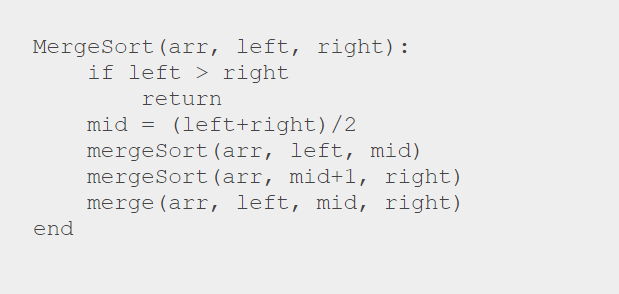 MergeSort(arr, left, right):
    if left > right
        return
    mid = (left+right)/2
    mergeSort(arr, left, mid)
    mergeSort(arr, mid+1, right)
    merge(arr, left, mid, right)
end